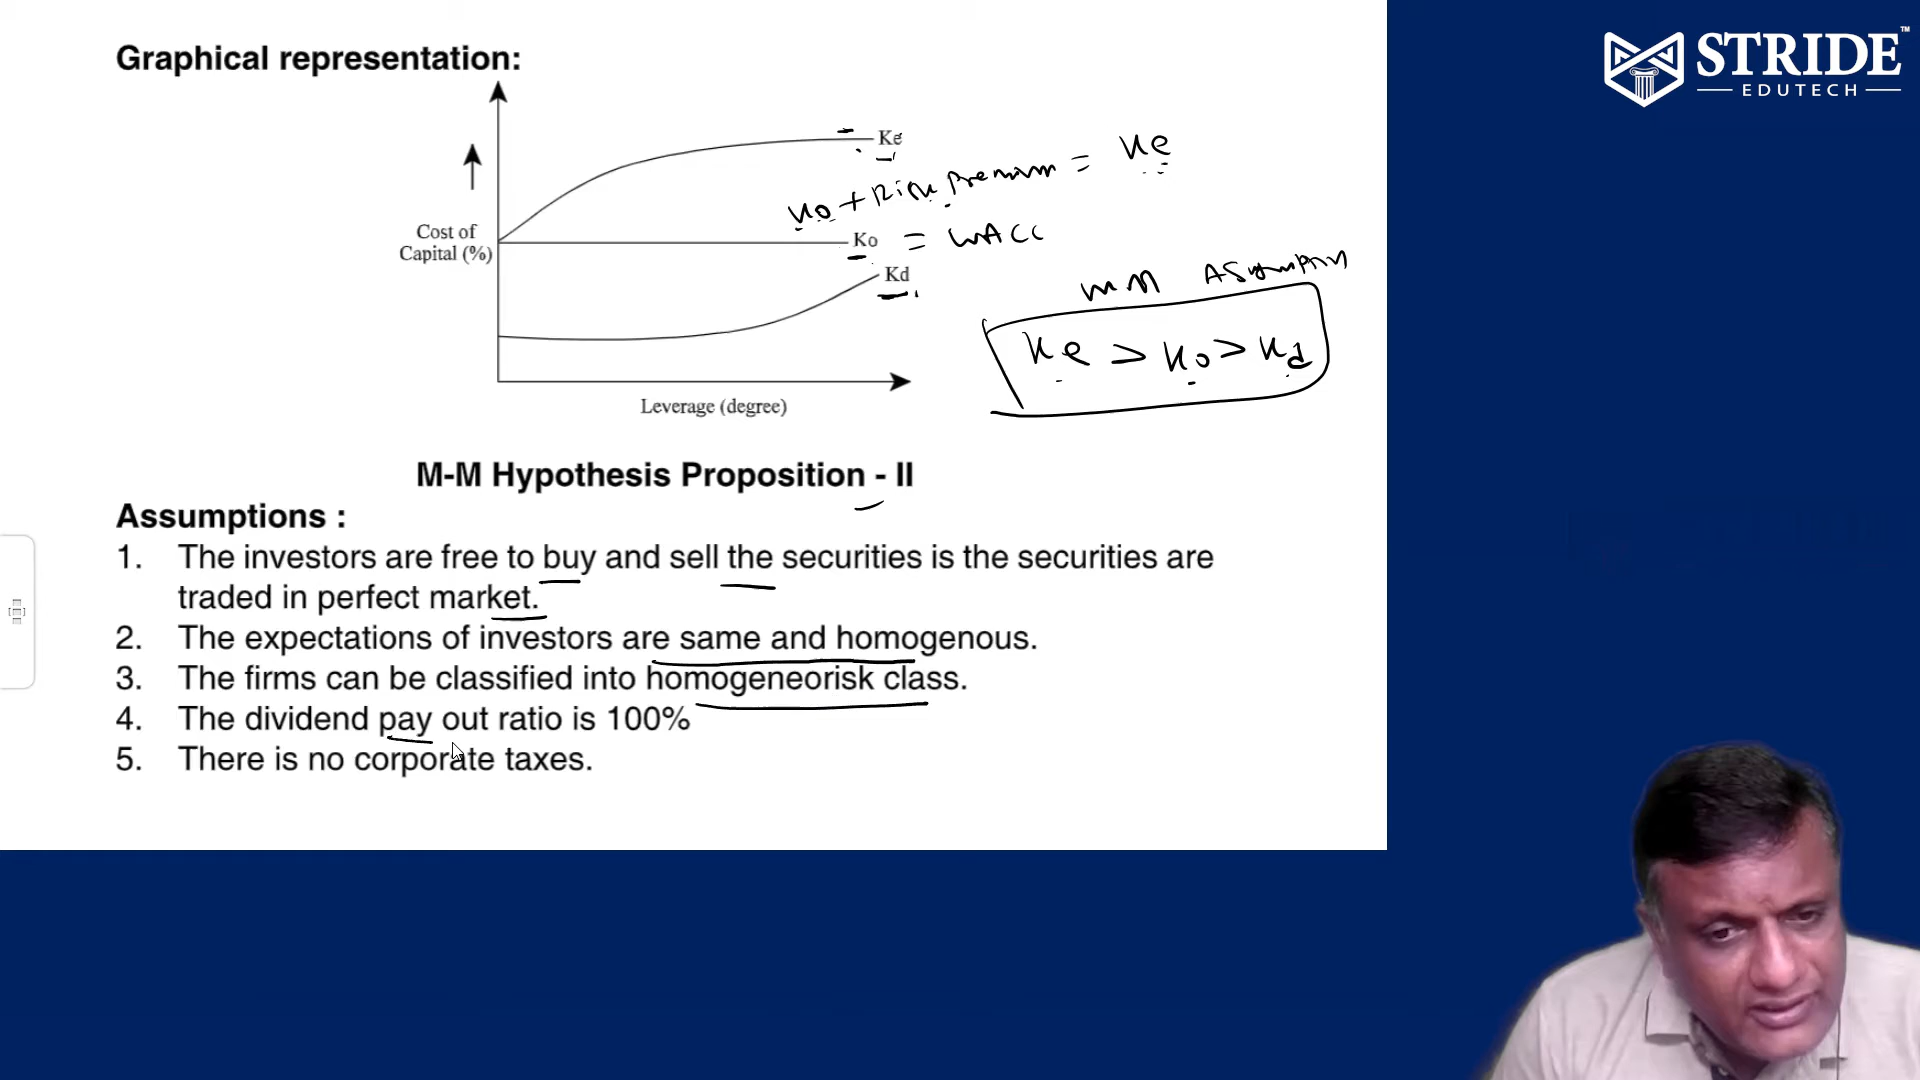 Graphical representation:
STRIDE™
EDUTECH
Ke
Ko + Risk Premium = Ke
Cost of
Capital (%)
Ko = WACC
Kd
MM Assumption
Ke > Ko > Kd
Leverage (degree)
M-M Hypothesis Proposition - II
Assumptions :
1. The investors are free to buy and sell the securities is the securities are
traded in perfect market.
2. The expectations of investors are same and homogenous.
3. The firms can be classified into homogeneorisk class.
4. The dividend pay out ratio is 100%
5. There is no corporate taxes.